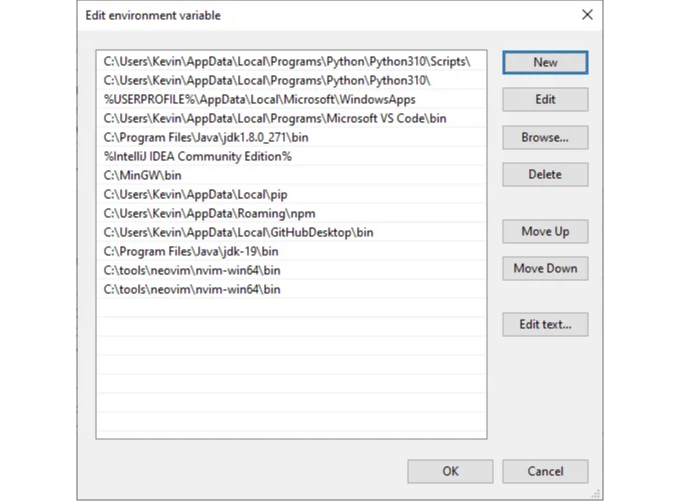 Edit environment variable
C:\Users\Kevin\AppData\Local\Programs\Python\Python310\Scripts\
C:\Users\Kevin\AppData\Local\Programs\Python\Python310\
%USERPROFILE%\AppData\Local\Microsoft\WindowsApps
C:\Users\Kevin\AppData\Local\Programs\Microsoft VS Code\bin
C:\Program Files\Java\jdk1.8.0_271\bin
%IntelliJ IDEA Community Edition%
C:\MinGW\bin
C:\Users\Kevin\AppData\Local\pip
C:\Users\Kevin\AppData\Roaming\npm
C:\Users\Kevin\AppData\Local\GitHubDesktop\bin
C:\Program Files\Java\jdk-19\bin
C:\tools\neovim\nvim-win64\bin
C:\tools\neovim\nvim-win64\bin
New
Edit
Browse...
Delete
Move Up
Move Down
Edit text...
OK
Cancel